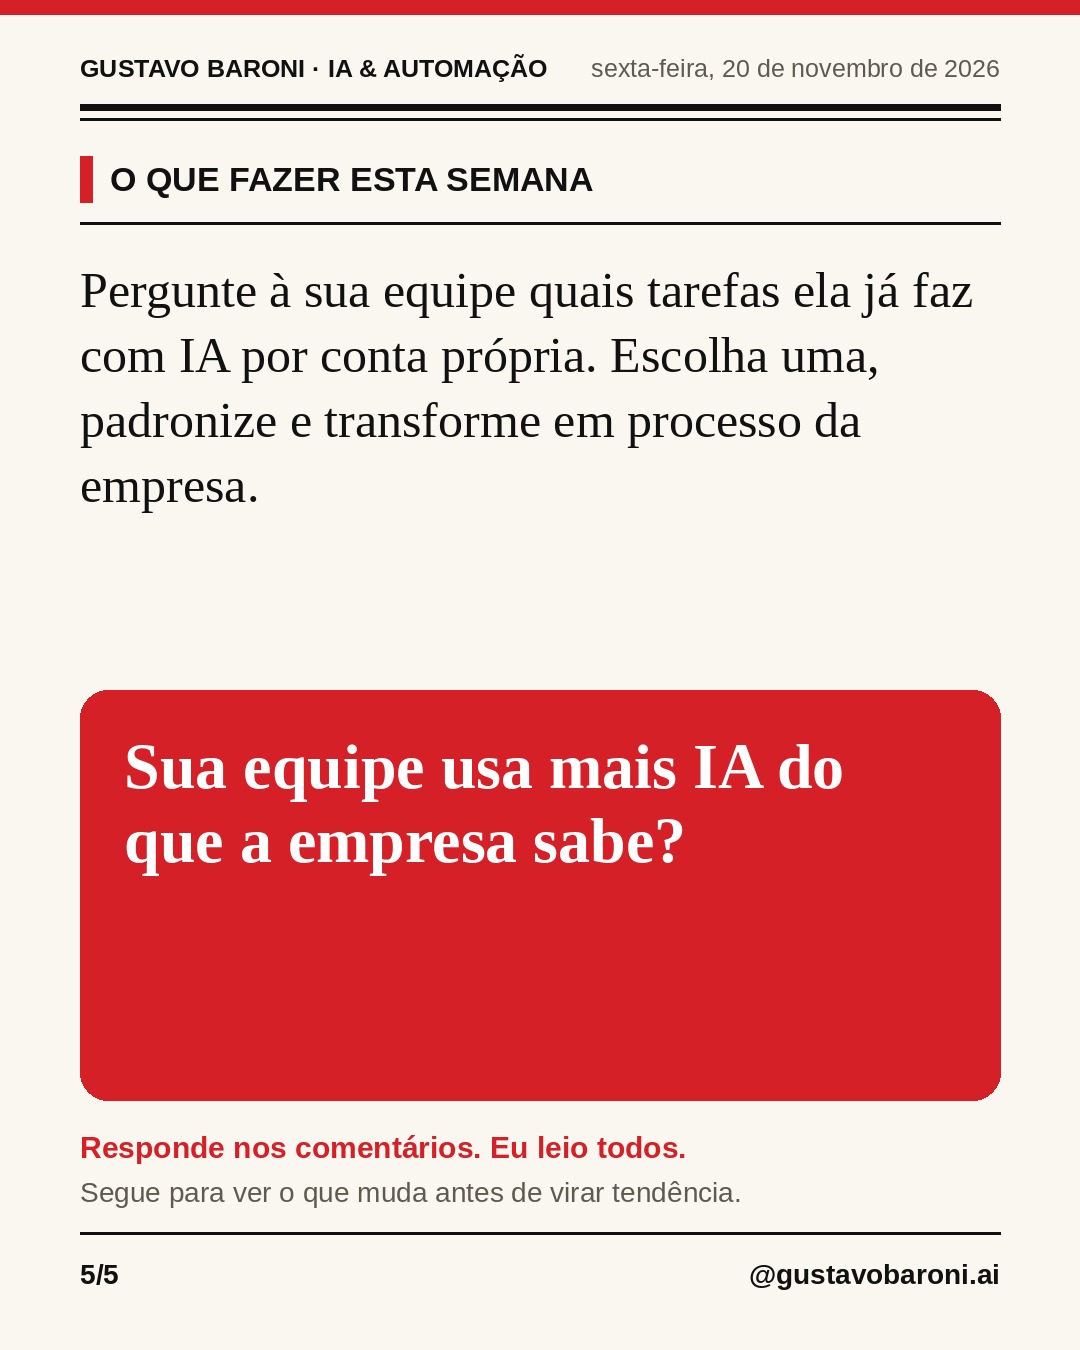 GUSTAVO BARONI · IA & AUTOMAÇÃO
sexta-feira, 20 de novembro de 2026
O QUE FAZER ESTA SEMANA
Pergunte à sua equipe quais tarefas ela já faz
com IA por conta própria. Escolha uma,
padronize e transforme em processo da
empresa.
Sua equipe usa mais IA do
que a empresa sabe?
Responde nos comentários. Eu leio todos.
Segue para ver o que muda antes de virar tendência.
5/5
@gustavobaroni.ai